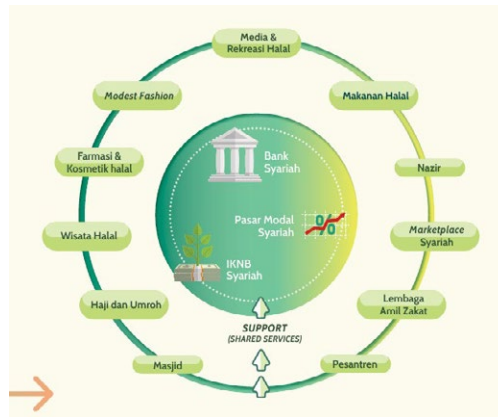 Media &
Rekreasi Halal
Modest Fashion
Makanan Halal
Farmasi &
Kosmetik halal
Bank
Syariah
Nazir
Pasar Modal
Syariah
%
Wisata Halal
Marketplace
Syariah
IKNB
Syariah
Haji dan Umroh
Lembaga
Amil Zakat
SUPPORT
(SHARED SERVICES)
Masjid
Pesantren